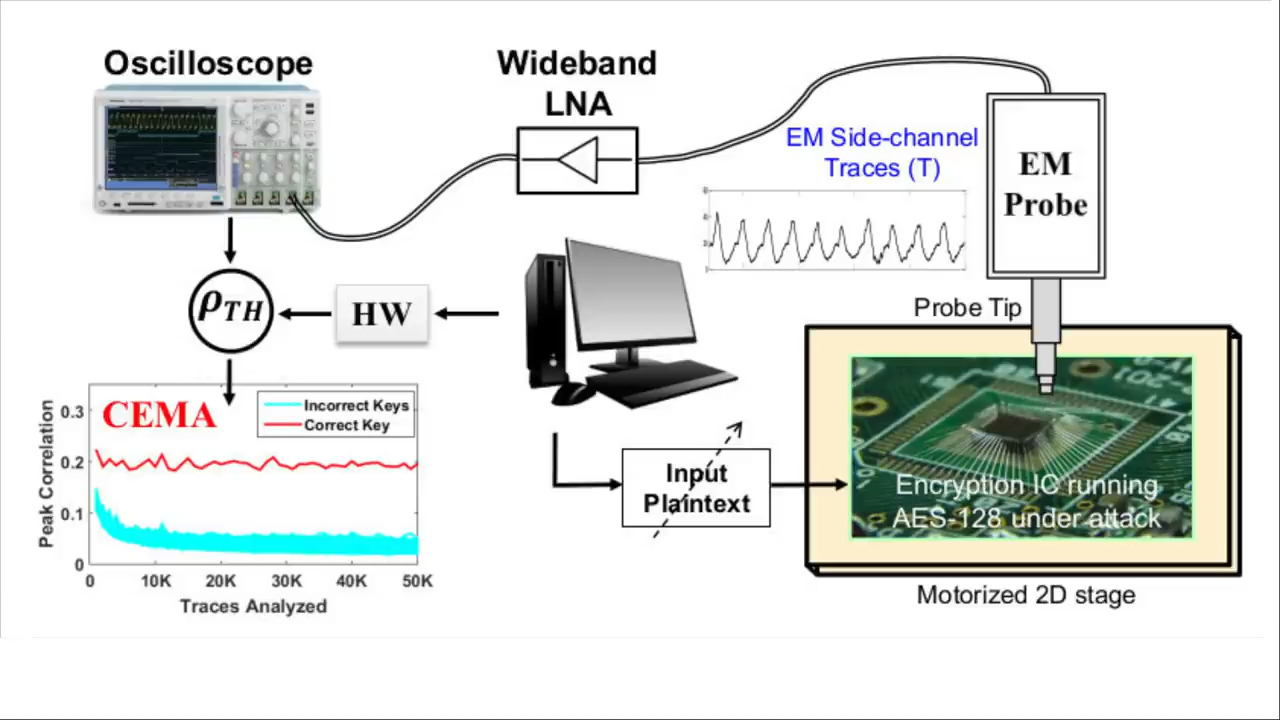 Oscilloscope
Wideband
LNA
EM Side-channel
Traces (T)
EM
Probe
Probe Tip
ρTH
HW
CEMA
Incorrect Keys
Correct Key
Peak Correlation
0.3
0.2
0.1
0
0
10K
20K
30K
40K
50K
Traces Analyzed
Input
Plaintext
Encryption IC running
AES-128 under attack
Motorized 2D stage